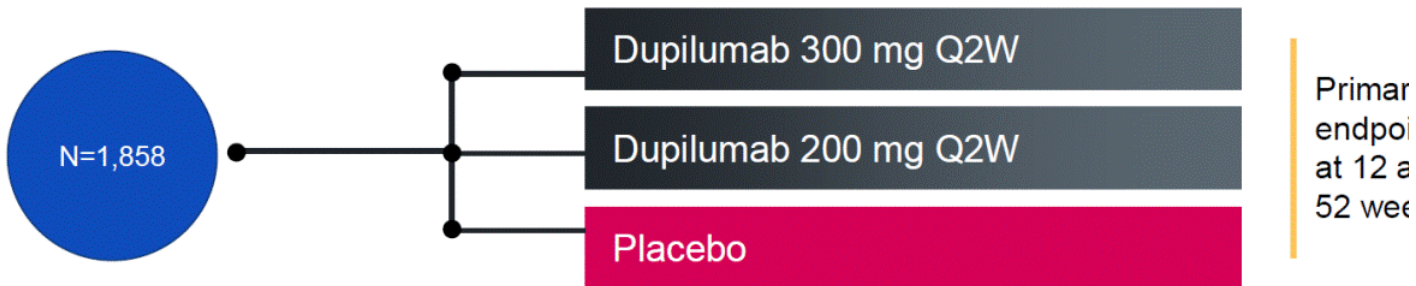 N=1,858
Dupilumab 300 mg Q2W
Dupilumab 200 mg Q2W
Placebo
Primar
endpoi
at 12 a
52 wee